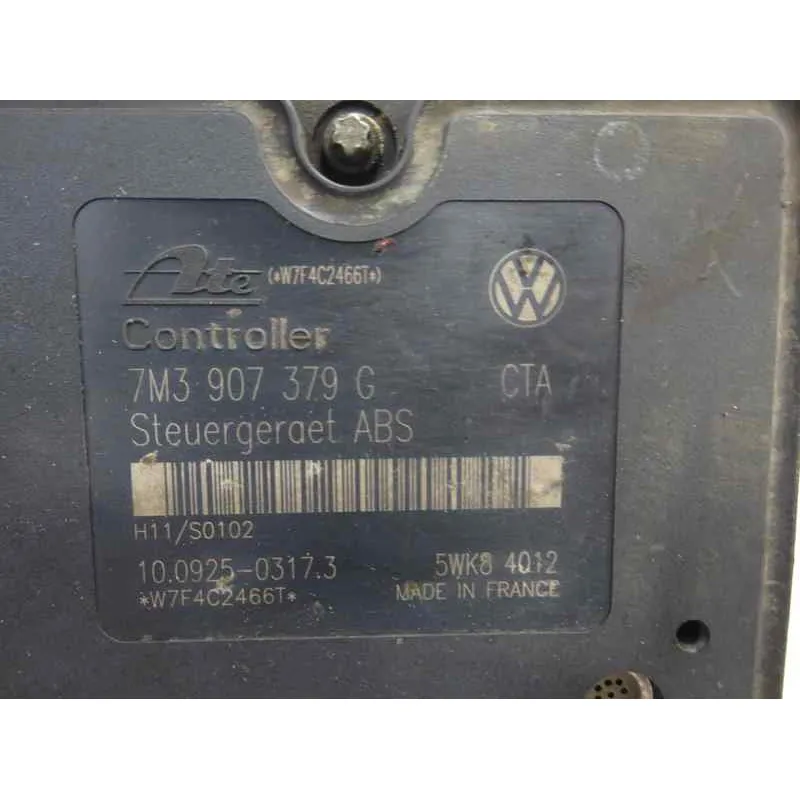 Ate (*W7F4C2466T*)
Controller
7M3 907 379 G CTA
Steuergeraet ABS
H11/S0102
10.0925-0317.3 5WK8 4012
*W7F4C2466T* MADE IN FRANCE